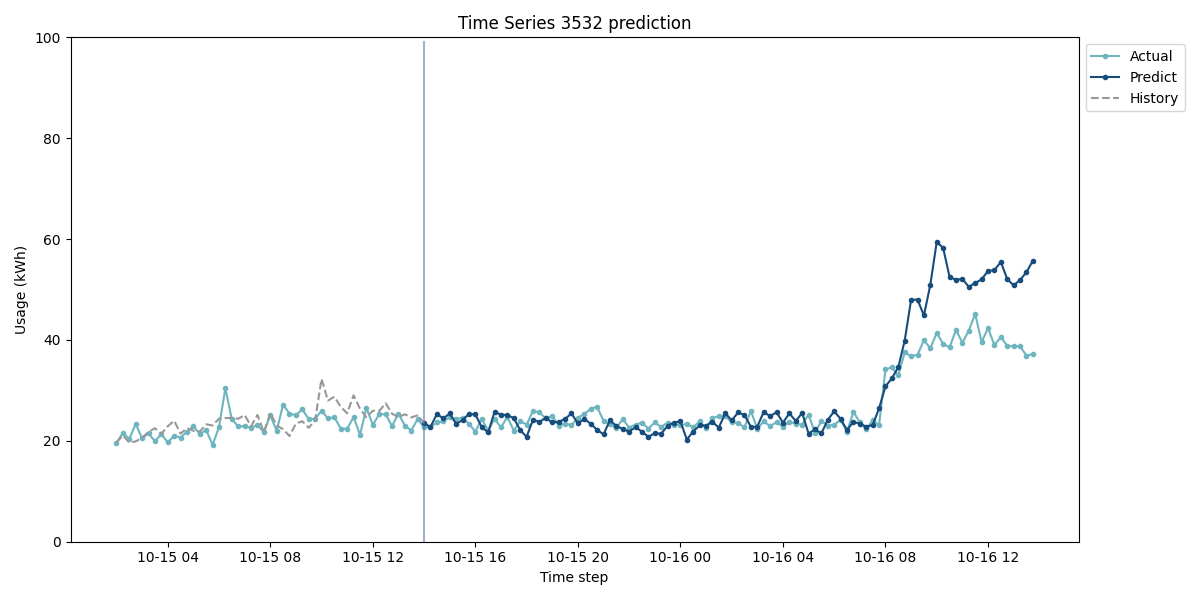 Time Series 3532 prediction
100
80
60
40
20
0
Usage (kWh)
10-15 04
10-15 08
10-15 12
10-15 16
10-15 20
10-16 00
10-16 04
10-16 08
10-16 12
Time step
Actual
Predict
History